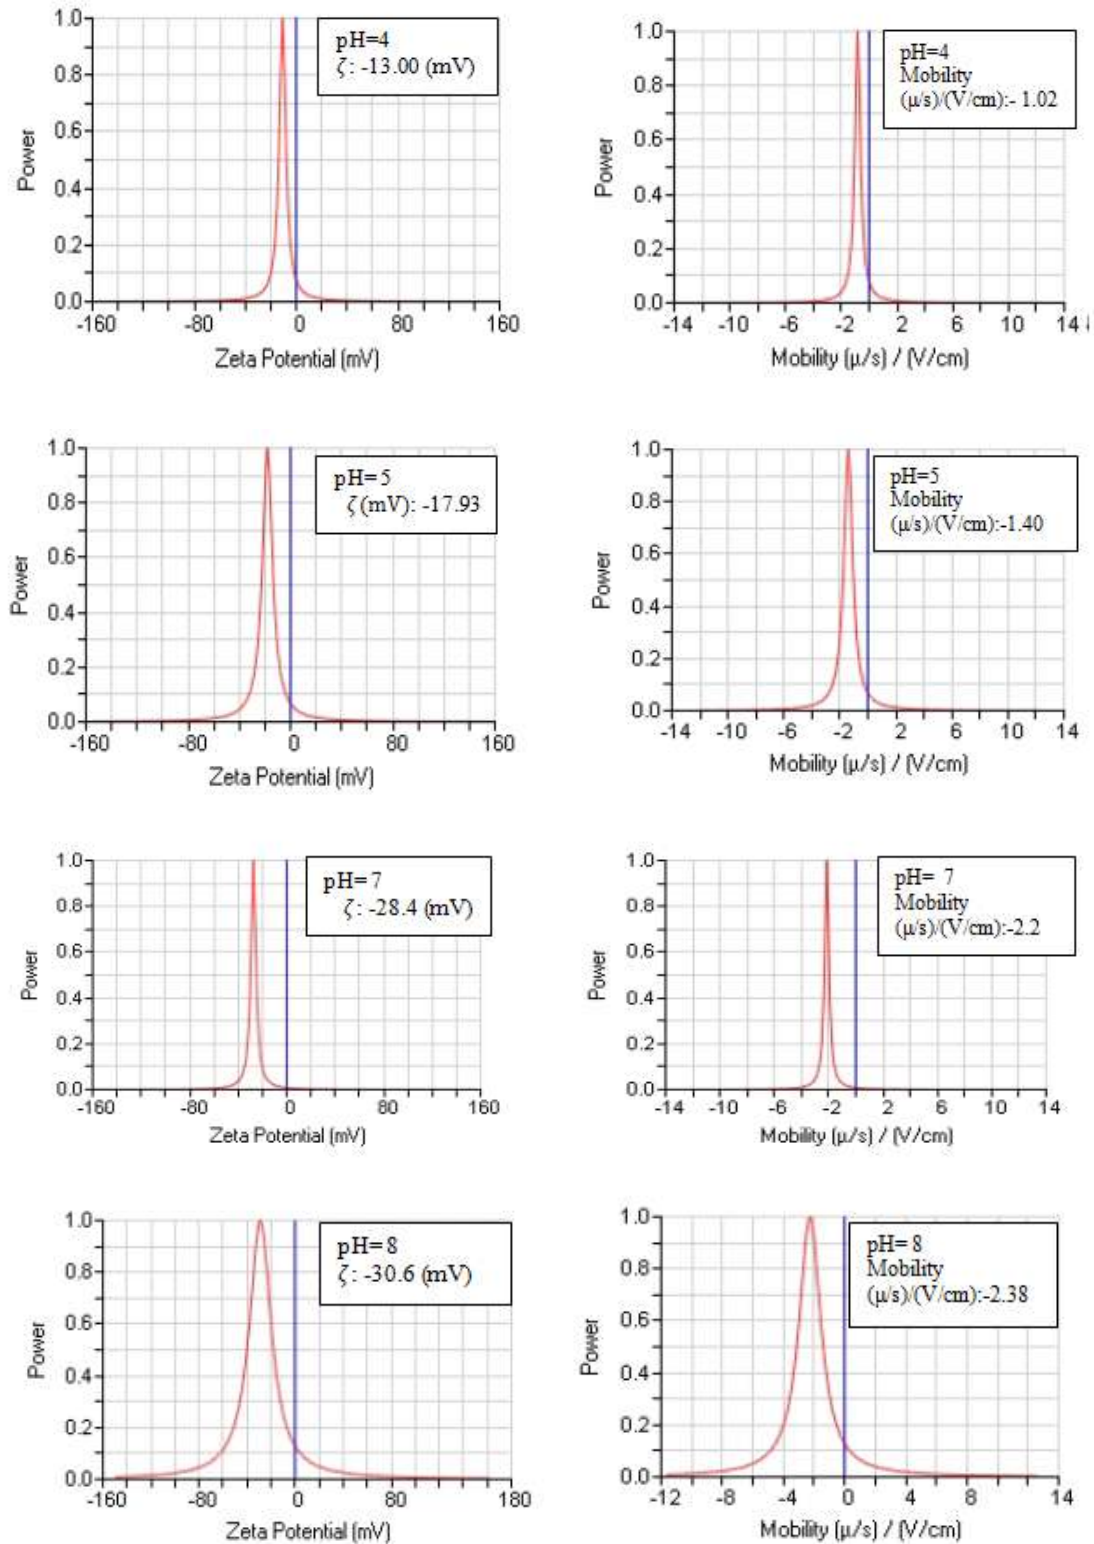 1.0
0.8
0.6
0.4
0.2
0.0
Power
-160 -80 0 80 160
Zeta Potential (mV)
pH=4
ζ: -13.00 (mV)
1.0
0.8
0.6
0.4
0.2
0.0
Power
-14 -10 -6 -2 2 6 10 14
Mobility (µ/s) / (V/cm)
pH=4
Mobility
(µ/s)/(V/cm):- 1.02
1.0
0.8
0.6
0.4
0.2
0.0
Power
-160 -80 0 80 160
Zeta Potential (mV)
pH=5
ζ(mV): -17.93
1.0
0.8
0.6
0.4
0.2
0.0
Power
-14 -10 -6 -2 2 6 10 14
Mobility (µ/s) / (V/cm)
pH=5
Mobility
(µ/s)/(V/cm):-1.40
1.0
0.8
0.6
0.4
0.2
0.0
Power
-160 -80 0 80 160
Zeta Potential (mV)
pH=7
ζ: -28.4 (mV)
1.0
0.8
0.6
0.4
0.2
0.0
Power
-14 -10 -6 -2 2 6 10 14
Mobility (µ/s) / (V/cm)
pH= 7
Mobility
(µ/s)/(V/cm):-2.2
1.0
0.8
0.6
0.4
0.2
0.0
Power
-160 -80 0 80 180
Zeta Potential (mV)
pH=8
ζ: -30.6 (mV)
1.0
0.8
0.6
0.4
0.2
0.0
Power
-12 -8 -4 0 4 8 14
Mobility (µ/s) / (V/cm)
pH=8
Mobility
(µ/s)/(V/cm):-2.38